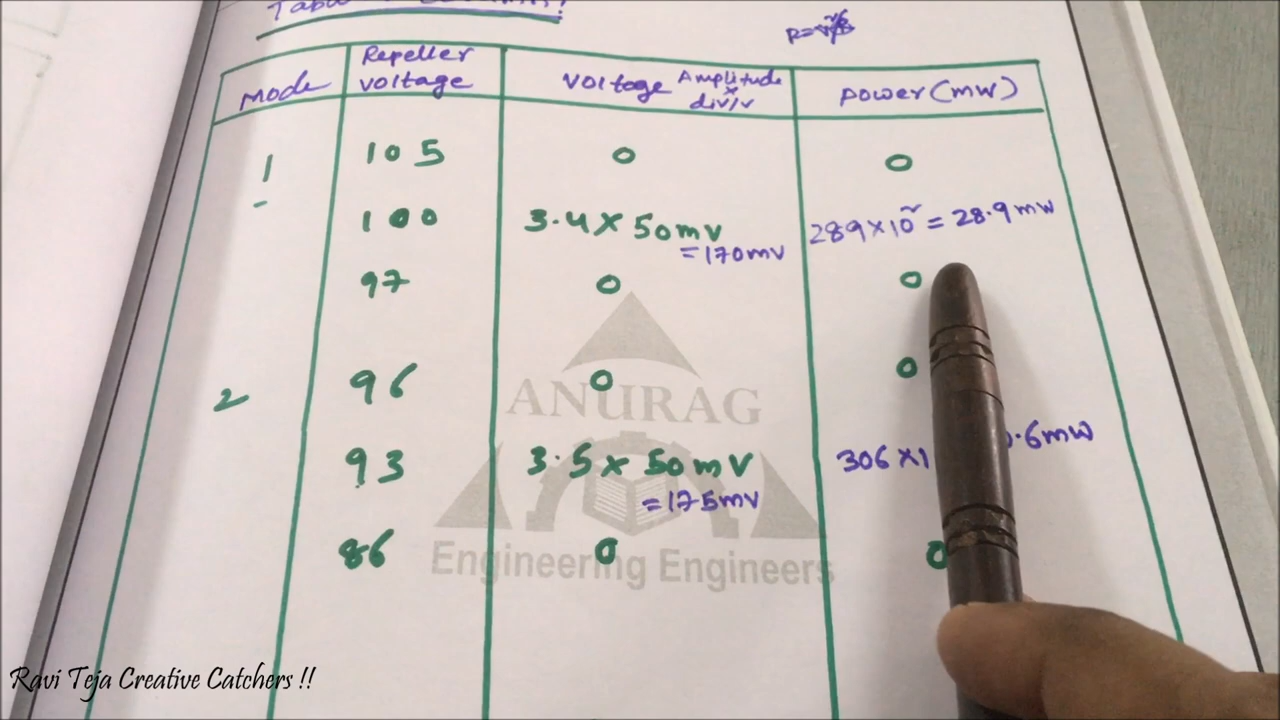 Mode Repeller voltage Voltage Amplitude × div/v power (mw)
1 105 0 0
100 3.4 × 50mv = 170mv 289 × 10 = 28.9 mw
97 0 0
2 96 0 0
93 3.5 × 50mv = 175mv 306 × 1 .6mw
86 0 0
ANURAG
Engineering Engineers
Ravi Teja Creative Catchers !!